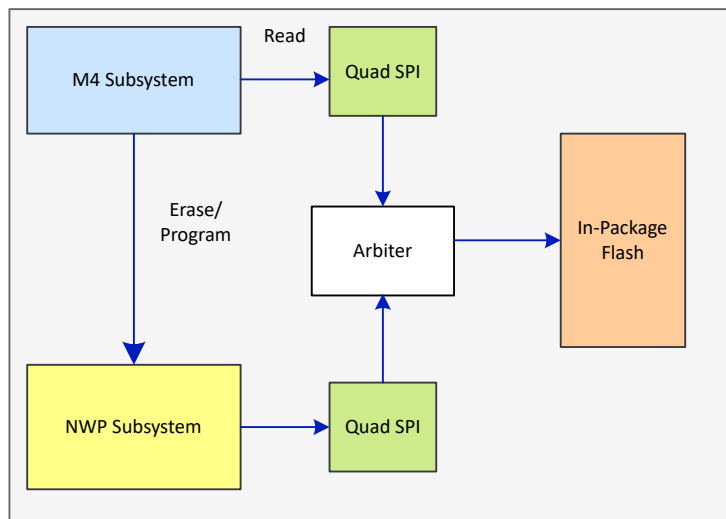 Read
M4 Subsystem
Quad SPI
Erase/
Program
Arbiter
In-Package
Flash
NWP Subsystem
Quad SPI